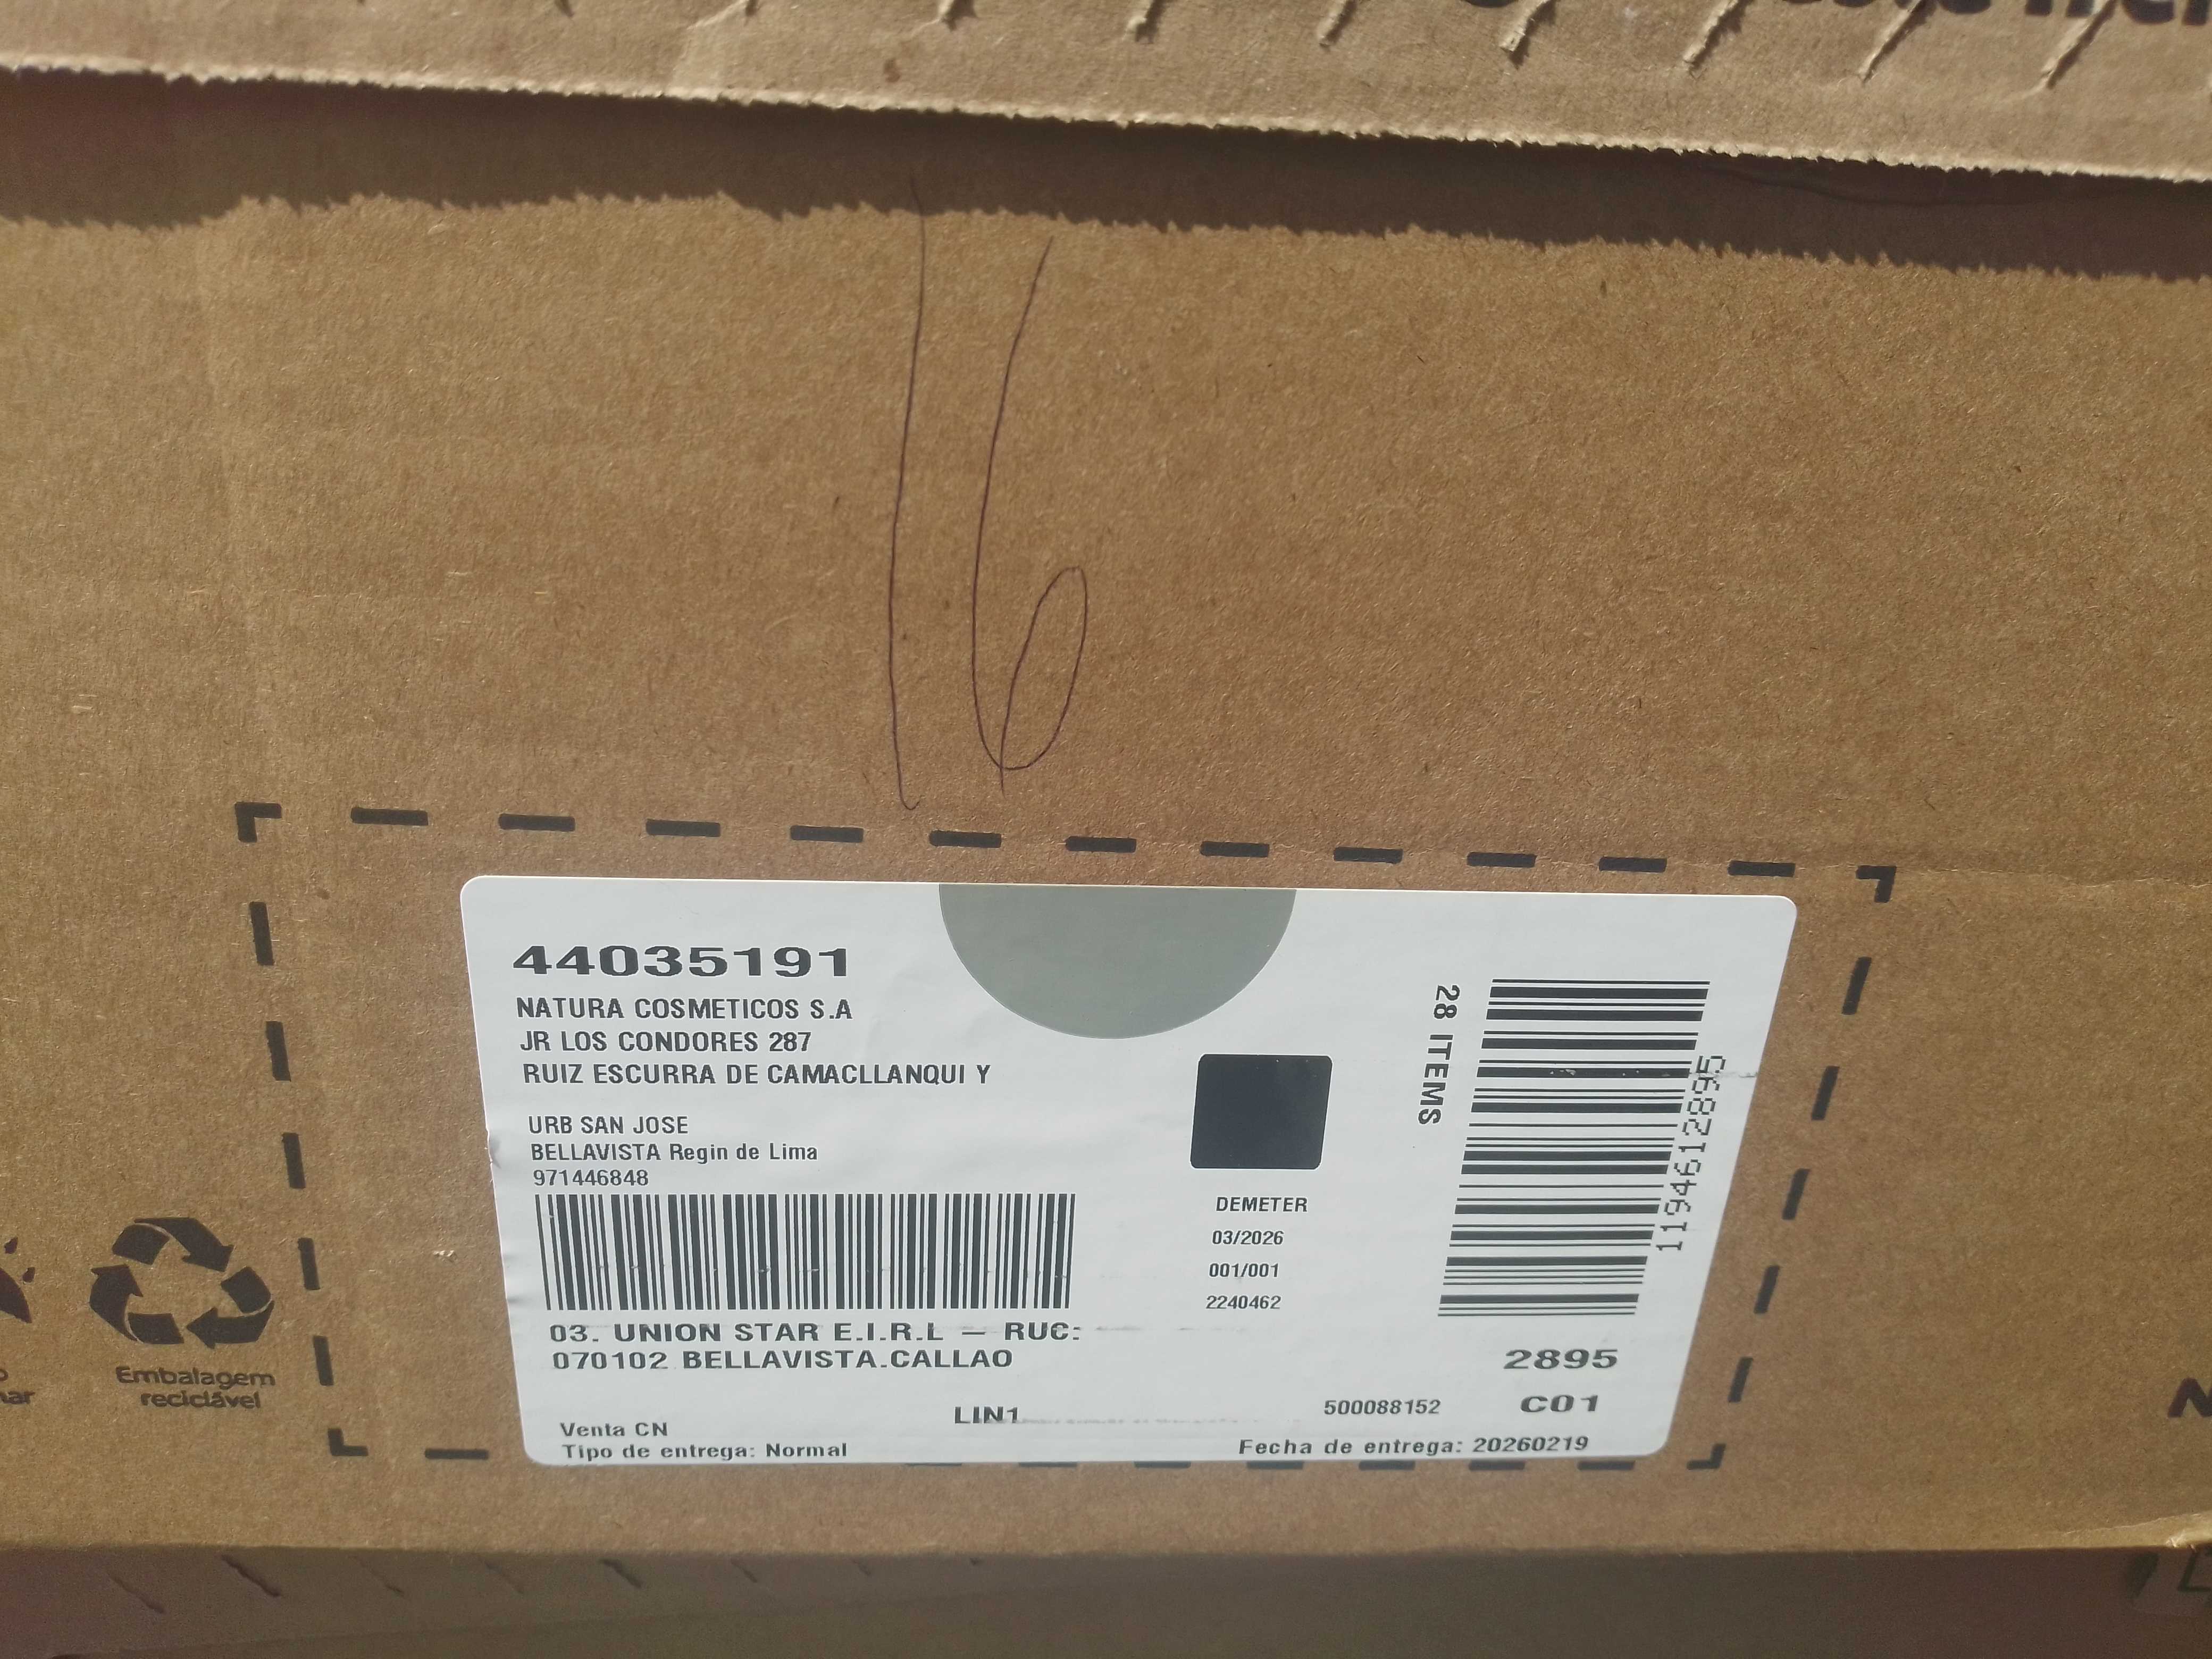 16
44035191
NATURA COSMETICOS S.A
JR LOS CONDORES 287
RUIZ ESCURRA DE CAMACLLANQUI Y
URB SAN JOSE
BELLAVISTA Regin de Lima
971446848
03. UNION STAR E.I.R.L — RUC:
070102 BELLAVISTA.CALLAO
LIN1
Venta CN
Tipo de entrega: Normal
DEMETER
03/2026
001/001
2240462
28 ITEMS
119461 2895
2895
500088152 C01
Fecha de entrega: 20260219
Embalagem
reciclável